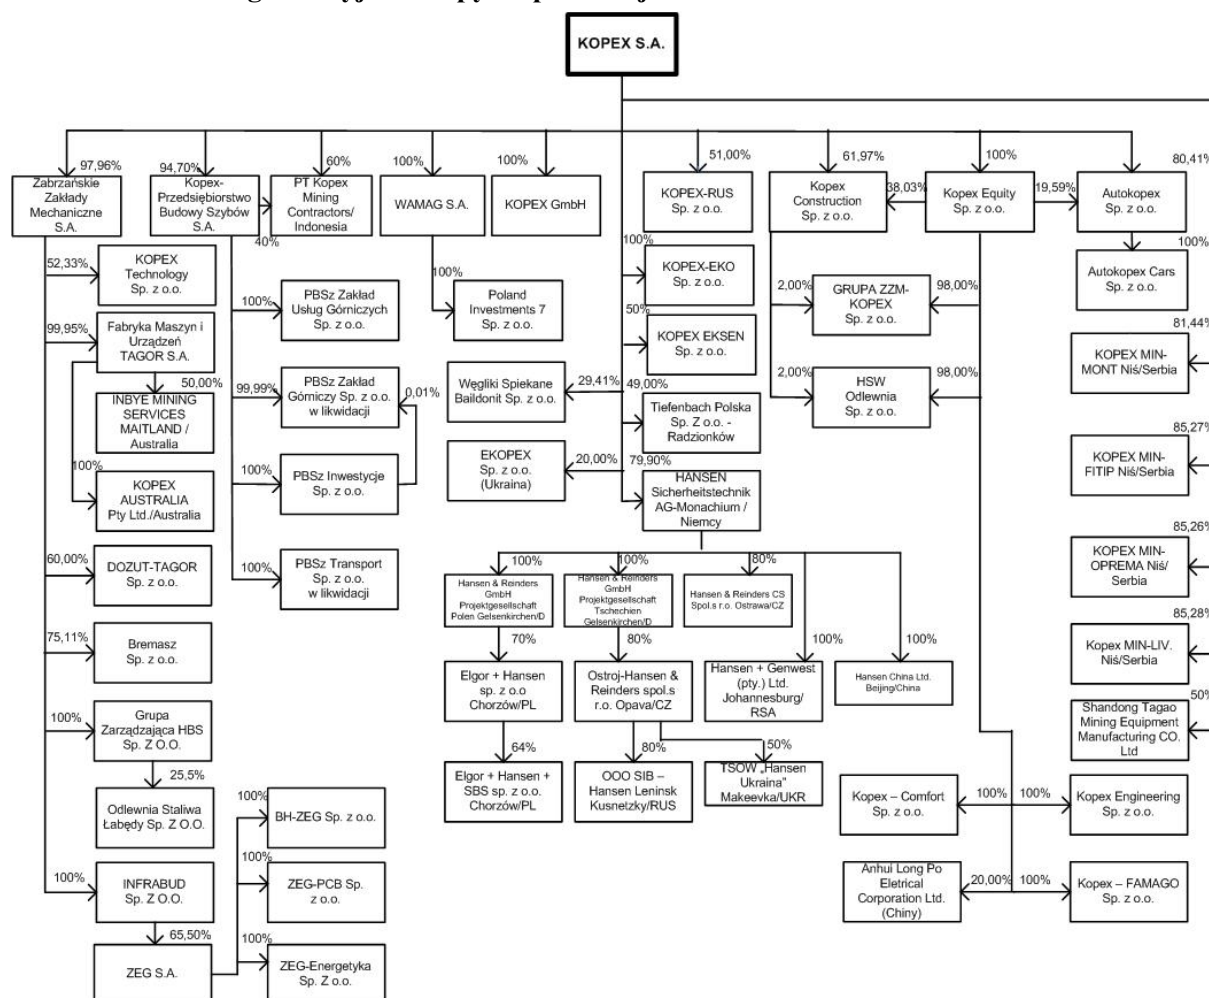 KOPEX S.A.
97,96%
94,70%
60%
100%
100%
51,00%
61,97%
100%
80,41%
Zabrzańskie
Zakłady
Mechaniczne
S.A.
Kopex-
Przedsiębiorstwo
Budowy Szybów
S.A.
PT Kopex
Mining
Contractors/
Indonesia
WAMAG S.A.
KOPEX GmbH
KOPEX-RUS
Sp. z o.o.
Kopex
Construction
Sp. z o.o.
38,03%
Kopex Equity
Sp. z o.o.
19,59%
Autokopex
Sp. z o.o.
40%
52,33%
KOPEX
Technology
Sp. z o.o.
99,95%
Fabryka Maszyn i
Urządzeń
TAGOR S.A.
50,00%
INBYE MINING
SERVICES
MAITLAND /
Australia
100%
KOPEX
AUSTRALIA
Pty Ltd./Australia
60,00%
DOZUT-TAGOR
Sp. z o.o.
75,11%
Bremasz
Sp. z o.o.
100%
Grupa
Zarządzająca HBS
Sp. Z O.O.
25,5%
Odlewnia Staliwa
Łabędy Sp. Z O.O.
100%
INFRABUD
Sp. Z O.O.
65,50%
ZEG S.A.
100%
BH-ZEG Sp. z o.o.
100%
ZEG-PCB Sp.
z o.o.
100%
ZEG-Energetyka
Sp. Z o.o.
100%
PBSz Zakład
Usług Górniczych
Sp. z o.o.
99,99%
PBSz Zakład
Górniczy Sp. z o.o.
w likwidacji
0,01%
100%
PBSz Inwestycje
Sp. z o.o.
100%
PBSz Transport
Sp. z o.o.
w likwidacji
100%
Poland
Investments 7
Sp. z o.o.
100%
KOPEX-EKO
Sp. z o.o.
50%
KOPEX EKSEN
Sp. z o.o.
Węgliki Spiekane
Baildonit Sp. z o.o.
29,41%
49,00%
Tiefenbach Polska
Sp. Z o.o. -
Radzionków
EKOPEX
Sp. z o.o.
(Ukraina)
20,00%
79,90%
HANSEN
Sicherheitstechnik
AG-Monachium /
Niemcy
100%
Hansen & Reinders
GmbH
Projektgesellschaft
Polen Gelsenkirchen/D
100%
Hansen & Reinders
GmbH
Projektgesellschaft
Tschechien
Gelsenkirchen/D
80%
Hansen & Reinders CS
Spol.s r.o. Ostrawa/CZ
70%
Elgor + Hansen
sp. z o.o
Chorzów/PL
80%
Ostroj-Hansen &
Reinders spol.s
r.o. Opava/CZ
100%
Hansen + Genwest
(pty.) Ltd.
Johannesburg/
RSA
100%
Hansen China Ltd.
Beijing/China
64%
Elgor + Hansen +
SBS sp. z o.o.
Chorzów/PL
80%
OOO SIB –
Hansen Leninsk
Kusnetzky/RUS
50%
TSOW „Hansen
Ukraina"
Makeevka/UKR
2,00%
GRUPA ZZM-
KOPEX
Sp. z o.o.
98,00%
2,00%
HSW
Odlewnia
Sp. z o.o.
98,00%
100%
Autokopex Cars
Sp. z o.o.
81,44%
KOPEX MIN-
MONT Niś/Serbia
85,27%
KOPEX MIN-
FITIP Niś/Serbia
85,26%
KOPEX MIN-
OPREMA Niś/
Serbia
85,28%
Kopex MIN-LIV.
Niś/Serbia
50%
Shandong Tagao
Mining Equipment
Manufacturing CO.
Ltd
Kopex – Comfort
Sp. z o.o.
100%
100%
Kopex Engineering
Sp. z o.o.
Anhui Long Po
Eletrical
Corporation Ltd.
(Chiny)
20,00%
100%
Kopex – FAMAGO
Sp. z o.o.